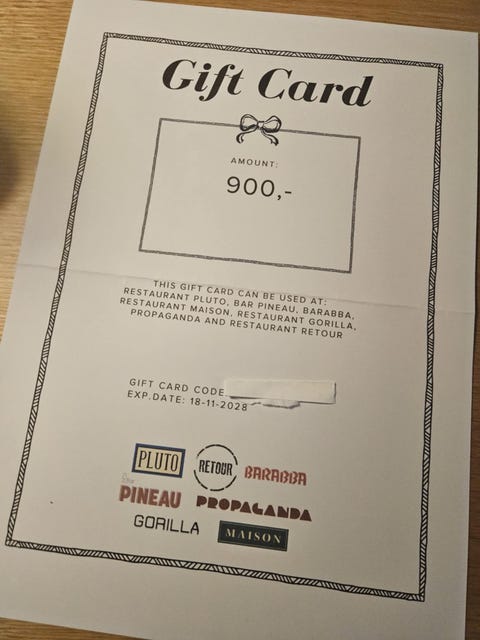 Gift Card
AMOUNT:
900,-
THIS GIFT CARD CAN BE USED AT:
RESTAURANT PLUTO, BAR PINEAU, BARABBA,
RESTAURANT MAISON, RESTAURANT GORILLA,
PROPAGANDA AND RESTAURANT RETOUR
GIFT CARD CODE
EXP.DATE: 18-11-2028
PLUTO
RETOUR
BARABBA
Bar
PINEAU
PROPAGANDA
GORILLA
MAISON